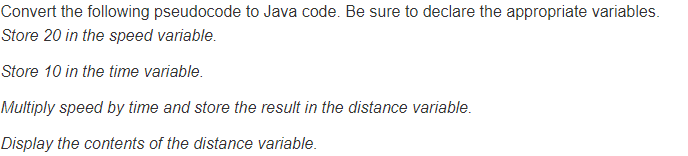 Convert the following pseudocode to Java code. Be sure to declare the appropriate variables.
Store 20 in the speed variable.
Store 10 in the time variable.
Multiply speed by time and store the result in the distance variable.
Display the contents of the distance variable.